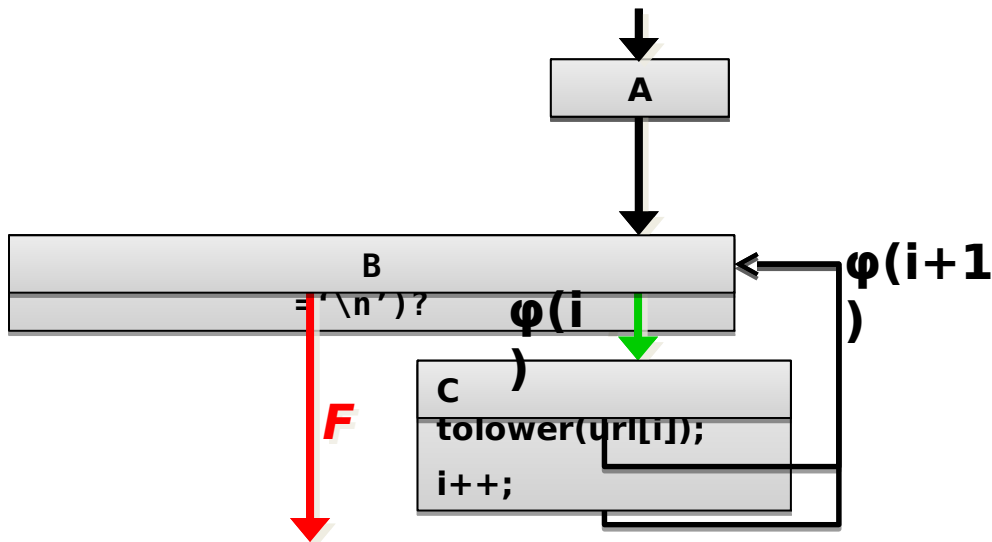 A
B
=‘\n’)?
φ(i
)
φ(i+1
)
C
tolower(url[i]);
i++;
F